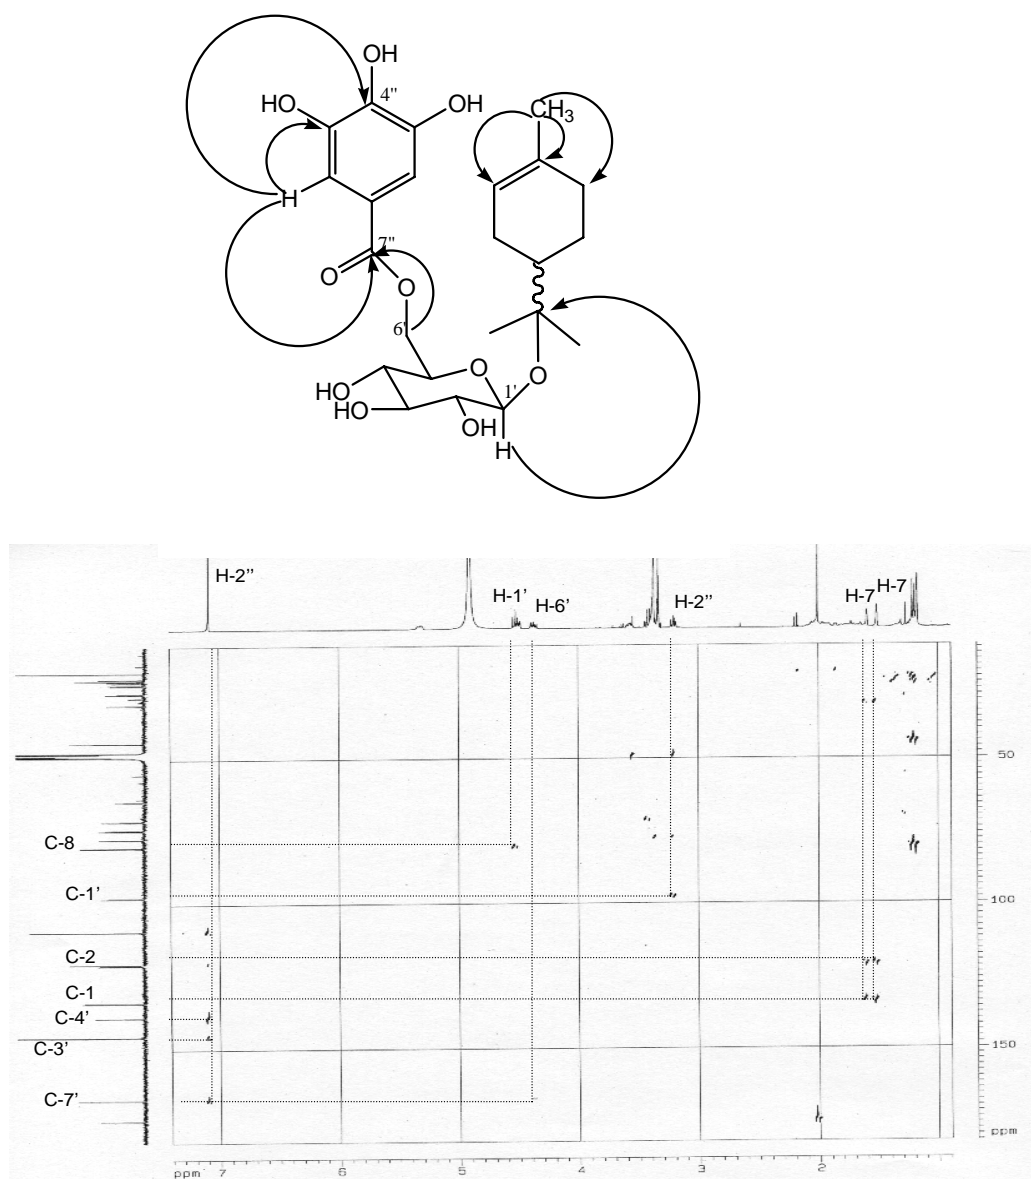 OH
4''
HO
OH
CH3
H
7''
O
O
6'
O
O
1'
HO
HO
OH
H
H-2’’
H-1’
H-6’
H-2’’
H-7
H-7
50
C-8
C-1’
100
C-2
C-1
C-4’
C-3’
150
C-7’
ppm
ppm 7 6 5 4 3 2